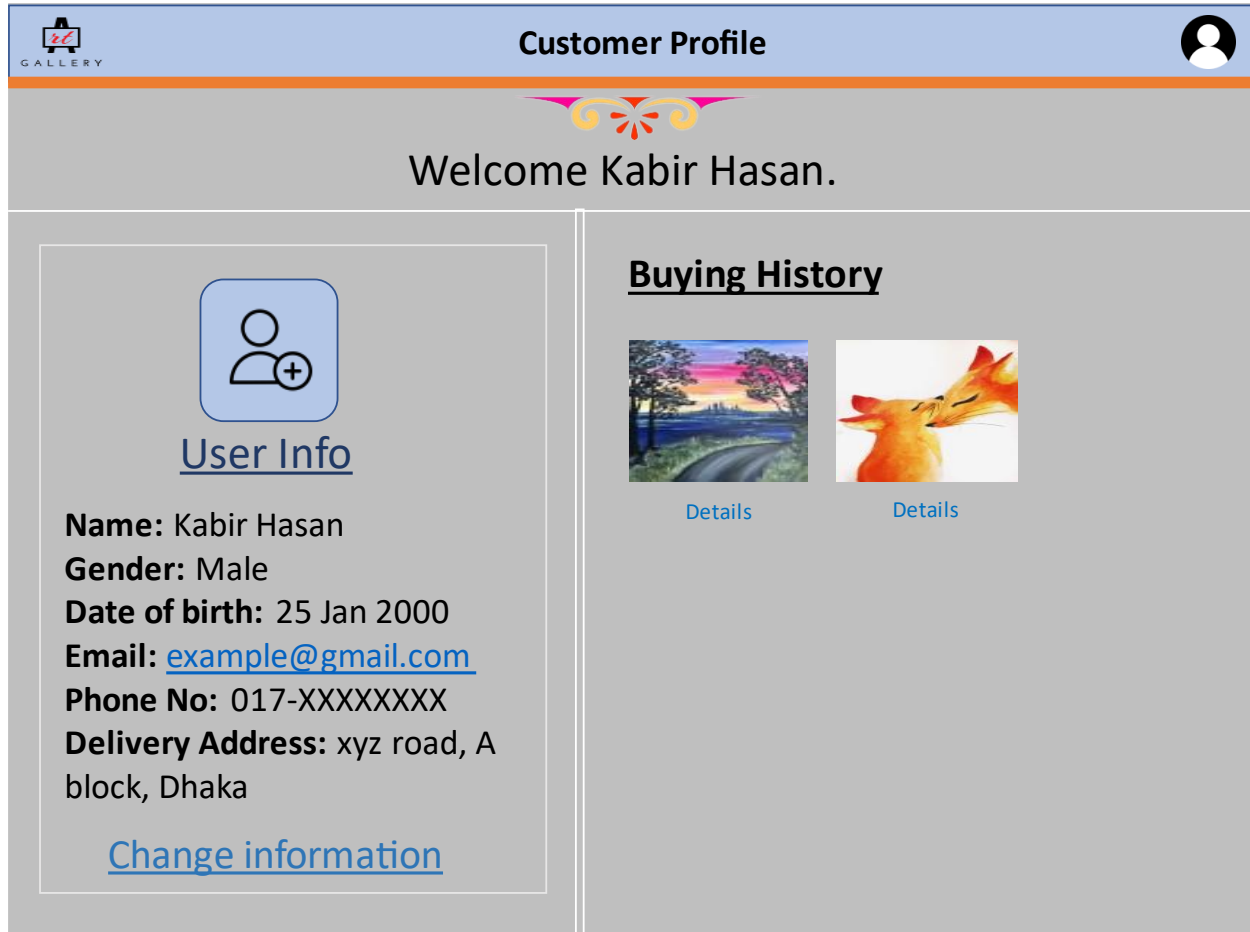 rt
GALLERY
Customer Profile
Welcome Kabir Hasan.
User Info
Name: Kabir Hasan
Gender: Male
Date of birth: 25 Jan 2000
Email: example@gmail.com
Phone No: 017-XXXXXXXX
Delivery Address: xyz road, A
block, Dhaka
Change information
Buying History
Details
Details